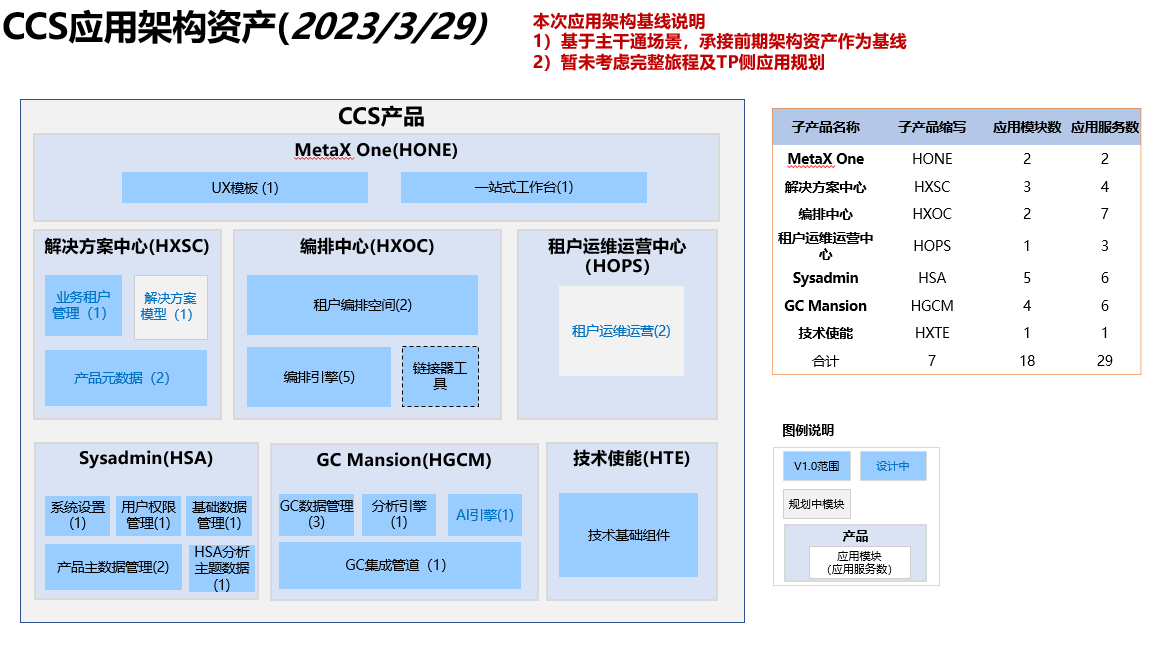 CCS应用架构资产(2023/3/29)
本次应用架构基线说明
1）基于主干通场景，承接前期架构资产作为基线
2）暂未考虑完整旅程及TP侧应用规划
CCS产品
MetaX One(HONE)
UX模板 (1)
一站式工作台(1)
解决方案中心(HXSC)
业务租户
管理（1）
解决方案
模型（1）
产品元数据（2）
编排中心(HXOC)
租户编排空间(2)
编排引擎(5)
链接器工
具
租户运维运营中心
(HOPS)
租户运维运营(2)
Sysadmin(HSA)
系统设置
(1)
用户权限
管理(1)
基础数据
管理(1)
产品主数据管理(2)
HSA分析
主题数据
(1)
GC Mansion(HGCM)
GC数据管理
(3)
分析引擎
(1)
AI引擎(1)
GC集成管道（1）
技术使能(HTE)
技术基础组件
子产品名称 子产品缩写 应用模块数 应用服务数
MetaX One HONE 2 2
解决方案中心 HXSC 3 4
编排中心 HXOC 2 7
租户运维运营中
心 HOPS 1 3
Sysadmin HSA 5 6
GC Mansion HGCM 4 6
技术使能 HXTE 1 1
合计 7 18 29
图例说明
V1.0范围
设计中
规划中模块
产品
应用模块
(应用服务数)